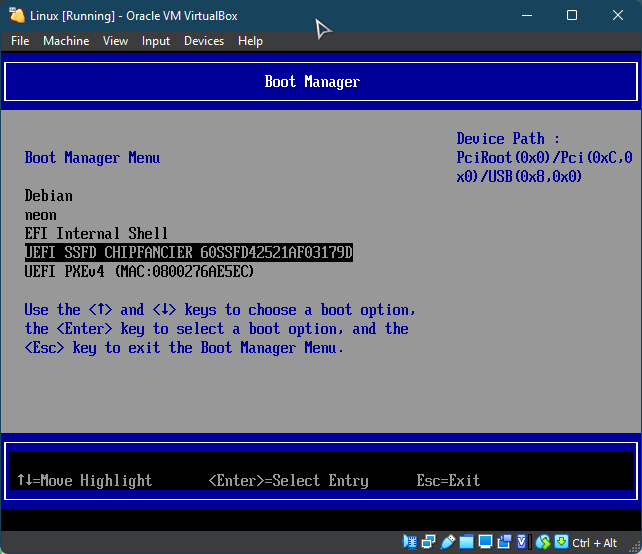 Linux [Running] - Oracle VM VirtualBox
File Machine View Input Devices Help
Boot Manager
Device Path :
PciRoot(0x0)/Pci(0xC,0
x0)/USB(0x8,0x0)
Boot Manager Menu
Debian
neon
EFI Internal Shell
UEFI SSFD CHIPFANCIER 60SSFD42521AF03179D
UEFI PXEv4 (MAC:0800276AE5EC)
Use the <↑> and <↓> keys to choose a boot option,
the <Enter> key to select a boot option, and the
<Esc> key to exit the Boot Manager Menu.
↑↓=Move Highlight <Enter>=Select Entry Esc=Exit
Ctrl + Alt